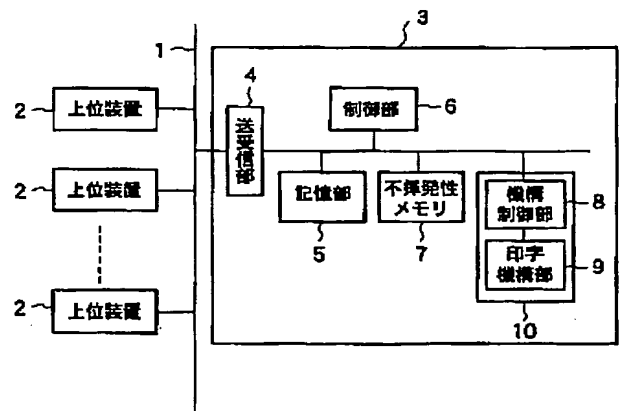 3
1
4
2
上位装置
送受信部
制御部
6
2
上位装置
記憶部
不揮発性
メモリ
機構
制御部
8
5
7
印字
機構部
9
2
上位装置
10